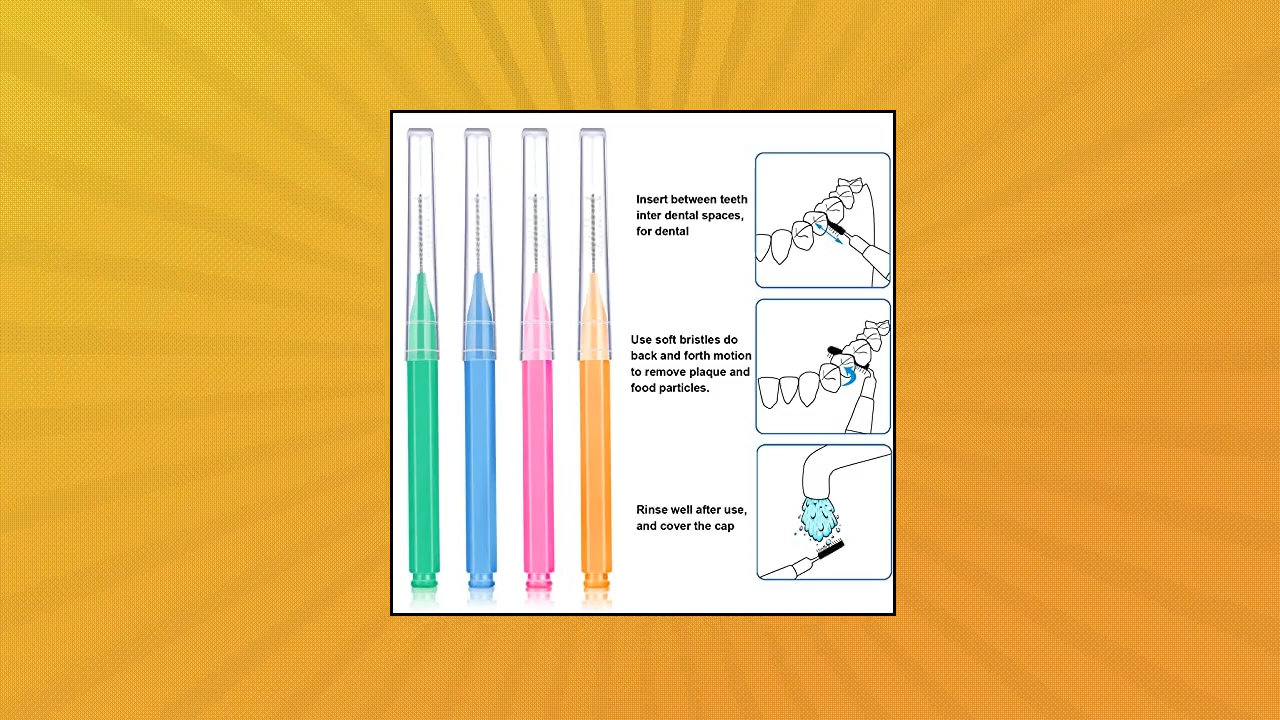 Insert between teeth
inter dental spaces,
for dental
Use soft bristles do
back and forth motion
to remove plaque and
food particles.
Rinse well after use,
and cover the cap